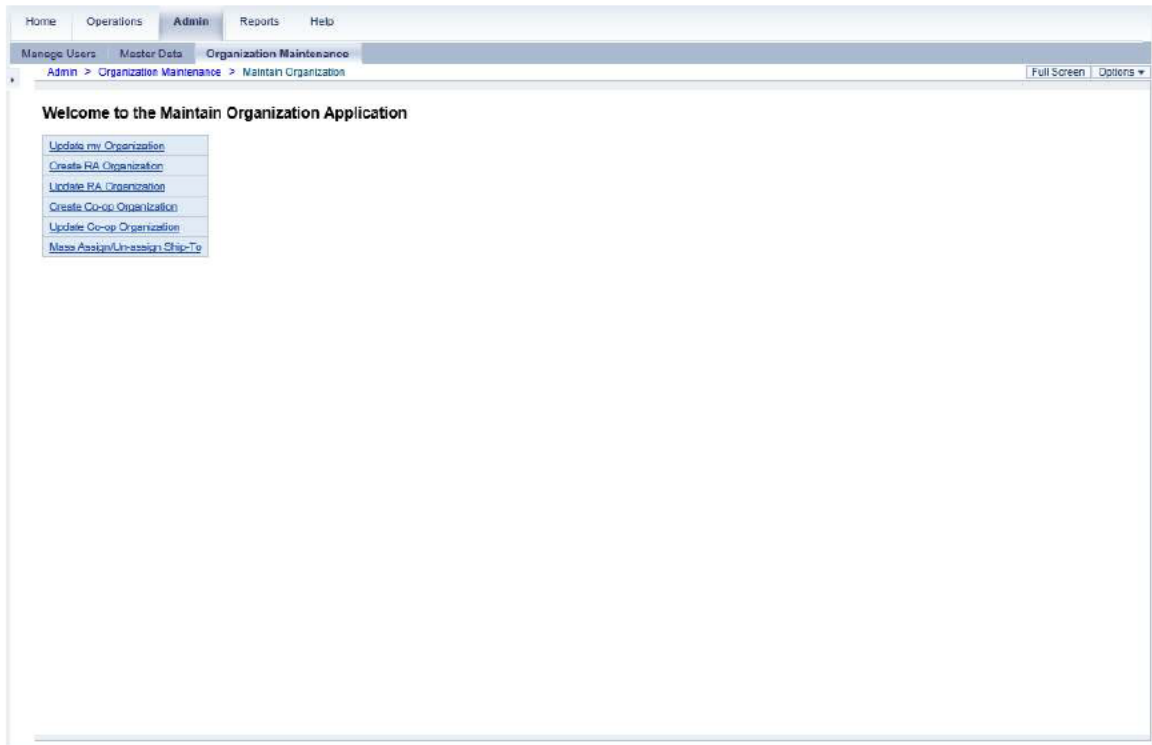 Home Operations Admin Reports Help
Manage Users Master Data Organization Maintenance
Admin > Organization Maintenance > Maintain Organization Full Screen Options
Welcome to the Maintain Organization Application
Update my Organization
Create RA Organization
Update RA Organization
Create Co-op Organization
Update Co-op Organization
Mass Assign/Un-assign Ship-To